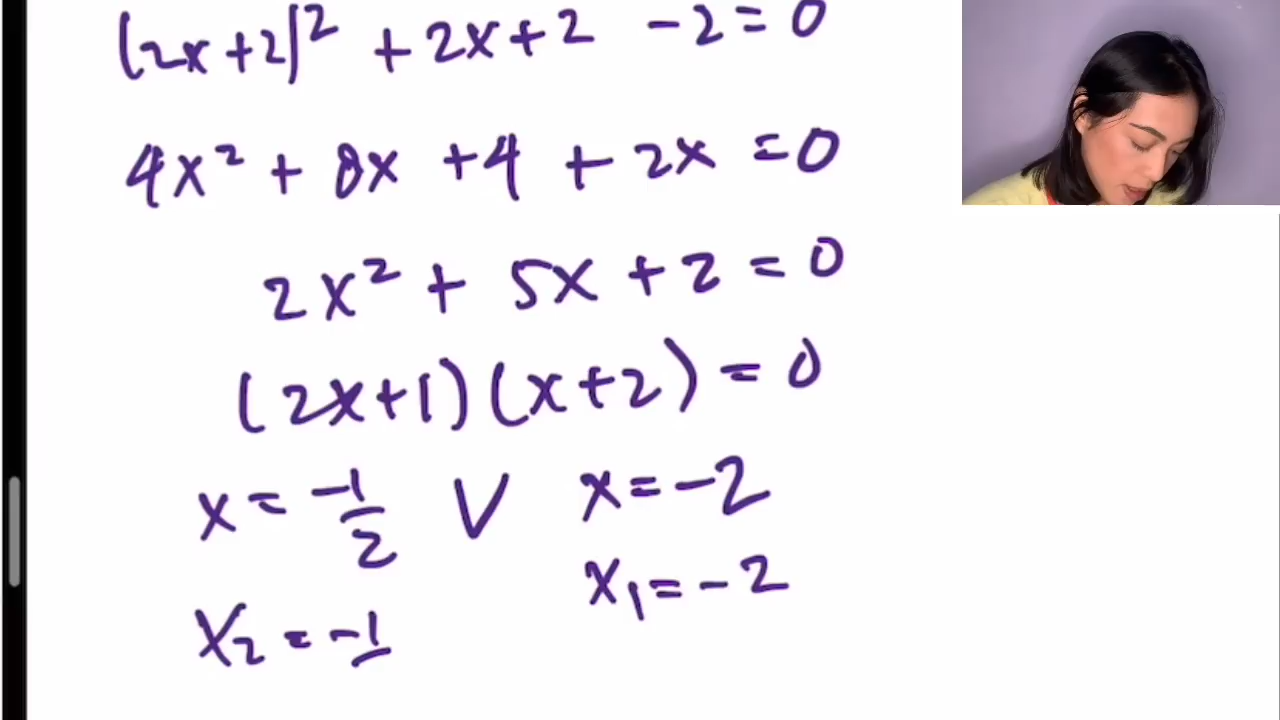 (2x+2)² + 2x+2 -2=0
4x² + 8x +4 + 2x =0
2x² + 5x +2 = 0
(2x+1)(x+2) = 0
x = -1/2 V x=-2
x₁=-2
x₂ = -1